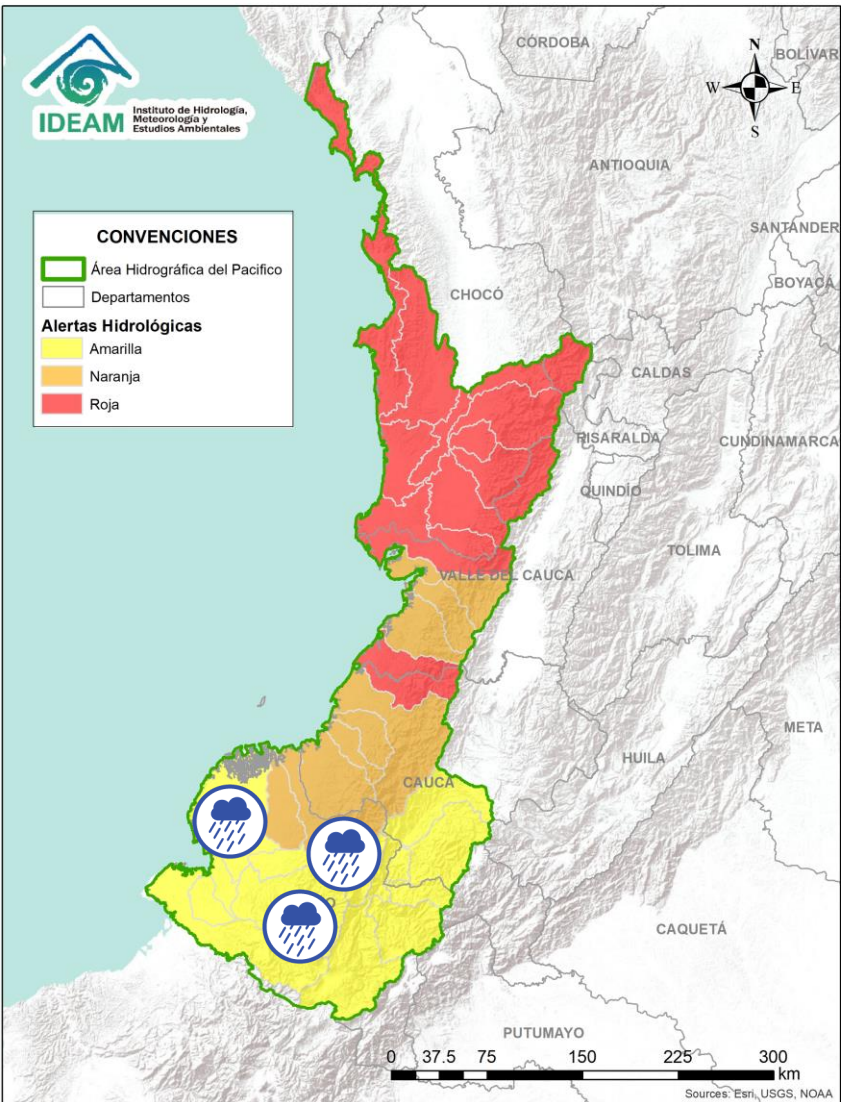 IDEAM
Instituto de Hidrología,
Meteorología y
Estudios Ambientales
N
W E
S
CÓRDOBA
BOLÍVAR
ANTIOQUIA
SANTANDER
BOYACÁ
CONVENCIONES
Área Hidrográfica del Pacifico
Departamentos
Alertas Hidrológicas
Amarilla
Naranja
Roja
CHOCÓ
CALDAS
RISARALDA
CUNDINAMARCA
QUINDÍO
TOLIMA
VALLE DEL CAUCA
META
HUILA
CAUCA
CAQUETÁ
PUTUMAYO
0 37.5 75 150 225 300
km
Sources: Esri, USGS, NOAA